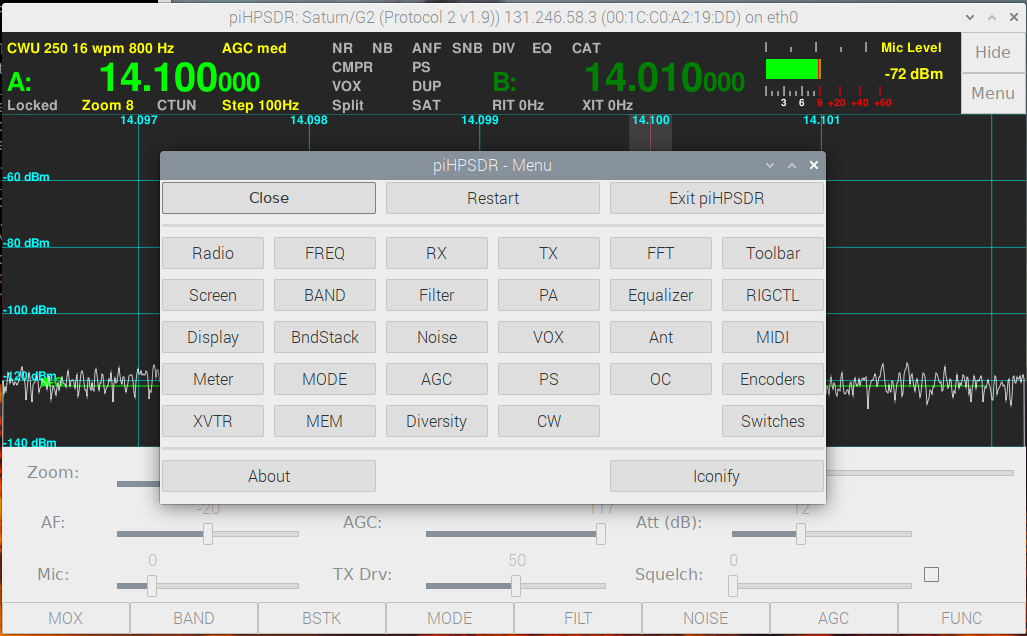 piHPSDR: Saturn/G2 (Protocol 2 v1.9)) 131.246.58.3 (00:1C:C0:A2:19:DD) on eth0
CWU 250 16 wpm 800 Hz AGC med NR NB ANF SNB DIV EQ CAT Mic Level Hide
CMPR PS
A: 14.100000 VOX DUP B: 14.010000 -72 dBm Menu
Locked Zoom 8 CTUN Step 100Hz Split SAT RIT 0Hz XIT 0Hz 3 6 9 +20 +40 +60
14.097 14.098 14.099 14.100 14.101
piHPSDR - Menu
-60 dBm
Close Restart Exit piHPSDR
-80 dBm
Radio FREQ RX TX FFT Toolbar
Screen BAND Filter PA Equalizer RIGCTL
-100 dBm
Display BndStack Noise VOX Ant MIDI
-120 dBm
Meter MODE AGC PS OC Encoders
XVTR MEM Diversity CW Switches
-140 dBm
About Iconify
Zoom:
-20 117 12
AF: AGC: Att (dB):
0 50 0
Mic: TX Drv: Squelch:
MOX BAND BSTK MODE FILT NOISE AGC FUNC